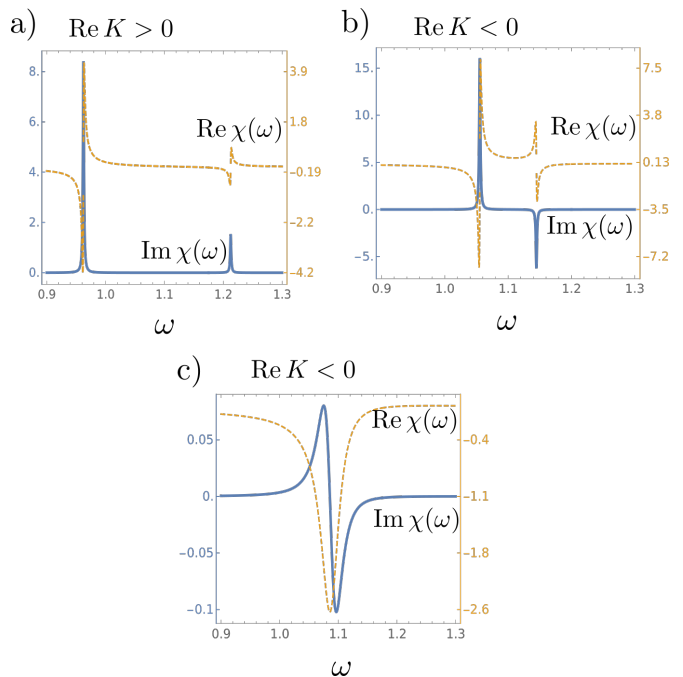 a) Re K > 0
8.
6.
4.
2.
0.
3.9
1.8
-0.19
-2.2
-4.2
Re χ(ω)
Im χ(ω)
0.9 1.0 1.1 1.2 1.3
ω
b) Re K < 0
15.
10.
5.
0.
-5.
7.5
3.8
0.13
-3.5
-7.2
Re χ(ω)
Im χ(ω)
0.9 1.0 1.1 1.2 1.3
ω
c) Re K < 0
0.05
0.
-0.05
-0.1
-0.4
-1.1
-1.8
-2.6
Re χ(ω)
Im χ(ω)
0.9 1.0 1.1 1.2 1.3
ω